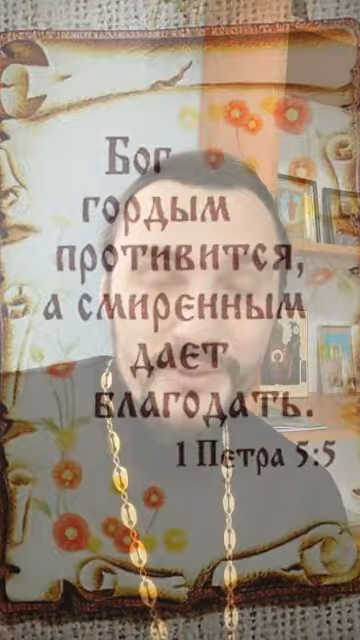 Бог
гордым
противится,
а смиренным
дает
благодать.
1 Петра 5:5